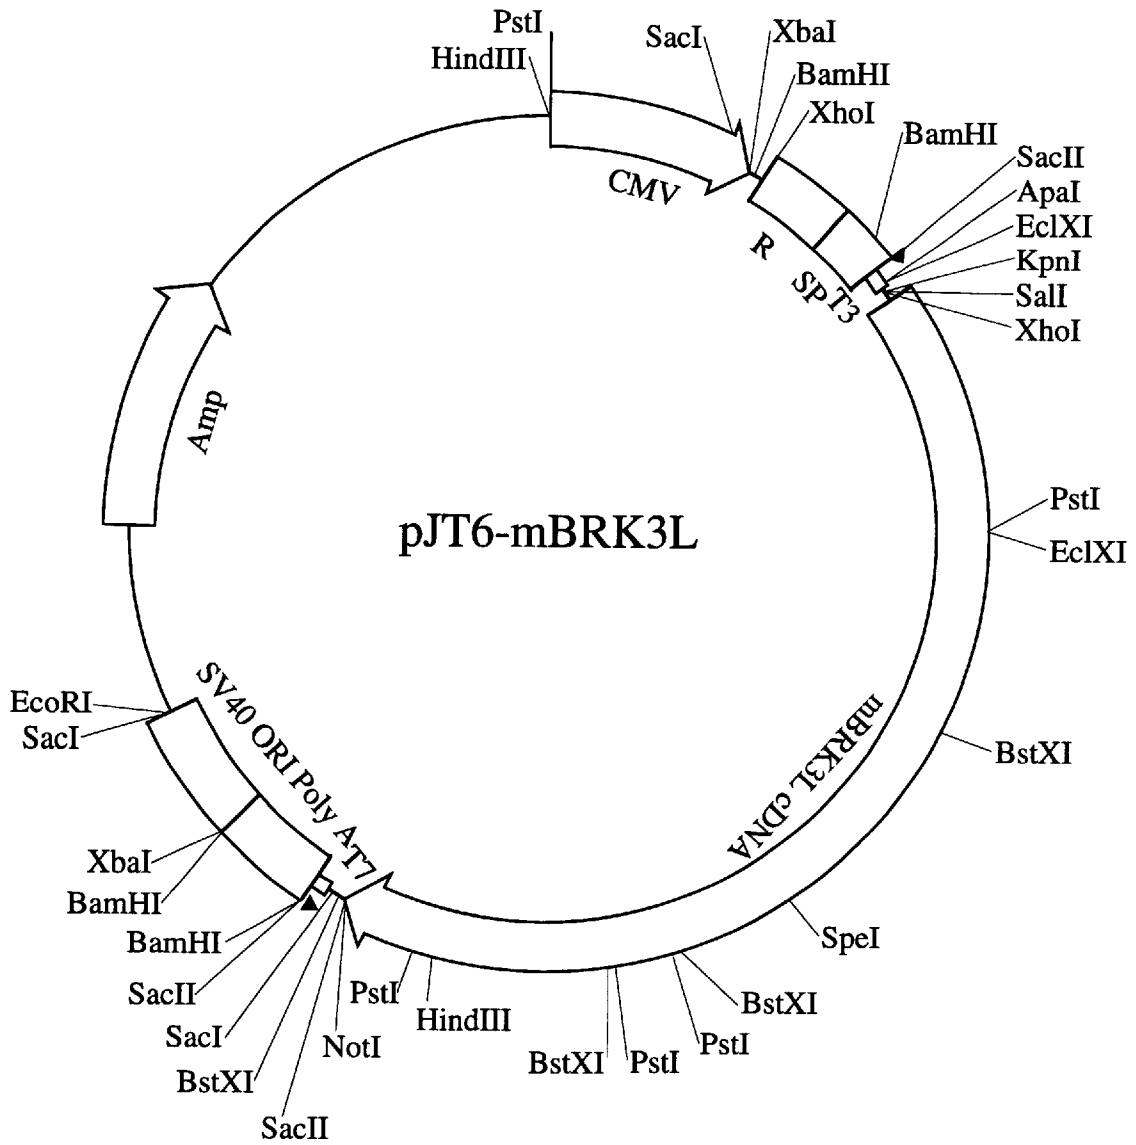 PstI
HindIII
SacI
XbaI
BamHI
XhoI
BamHI
SacII
ApaI
EclXI
KpnI
SalI
XhoI
CMV
R
SP
T3
PstI
EclXI
BstXI
SpeI
BstXI
PstI
PstI
BstXI
HindIII
PstI
NotI
SacII
BstXI
SacI
SacII
BamHI
BamHI
XbaI
SacI
EcoRI
Amp
pJT6-mBRK3L
mBRK3L cDNA
SV40 ORI Poly A
T7